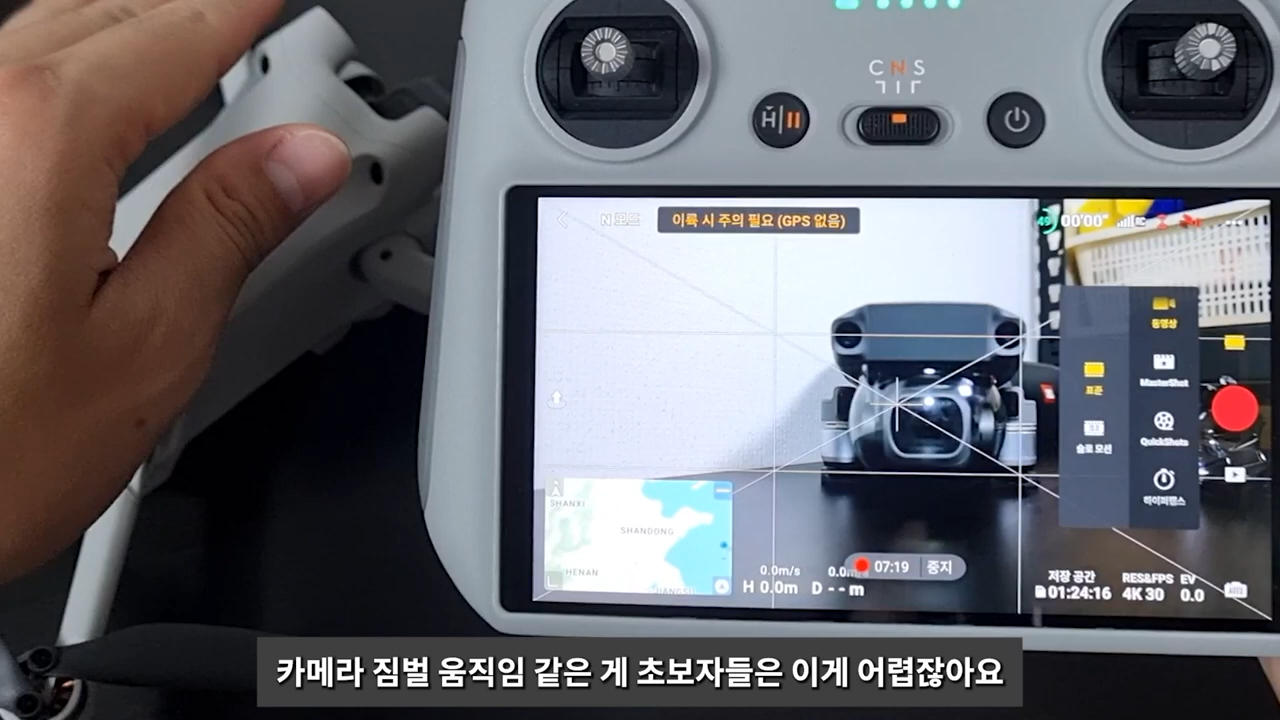 C N S
H
N 모드
이륙 시 주의 필요 (GPS 없음)
49
00'00"
동영상
MasterShot
표준
QuickShots
슬로 모션
하이퍼랩스
SHANXI
SHANDONG
HENAN
0.0m/s
H 0.0m D - - m
07:19 중지
저장 공간
01:24:16
RES&FPS
4K 30
EV
0.0
AUTO
카메라 짐벌 움직임 같은 게 초보자들은 이게 어렵잖아요